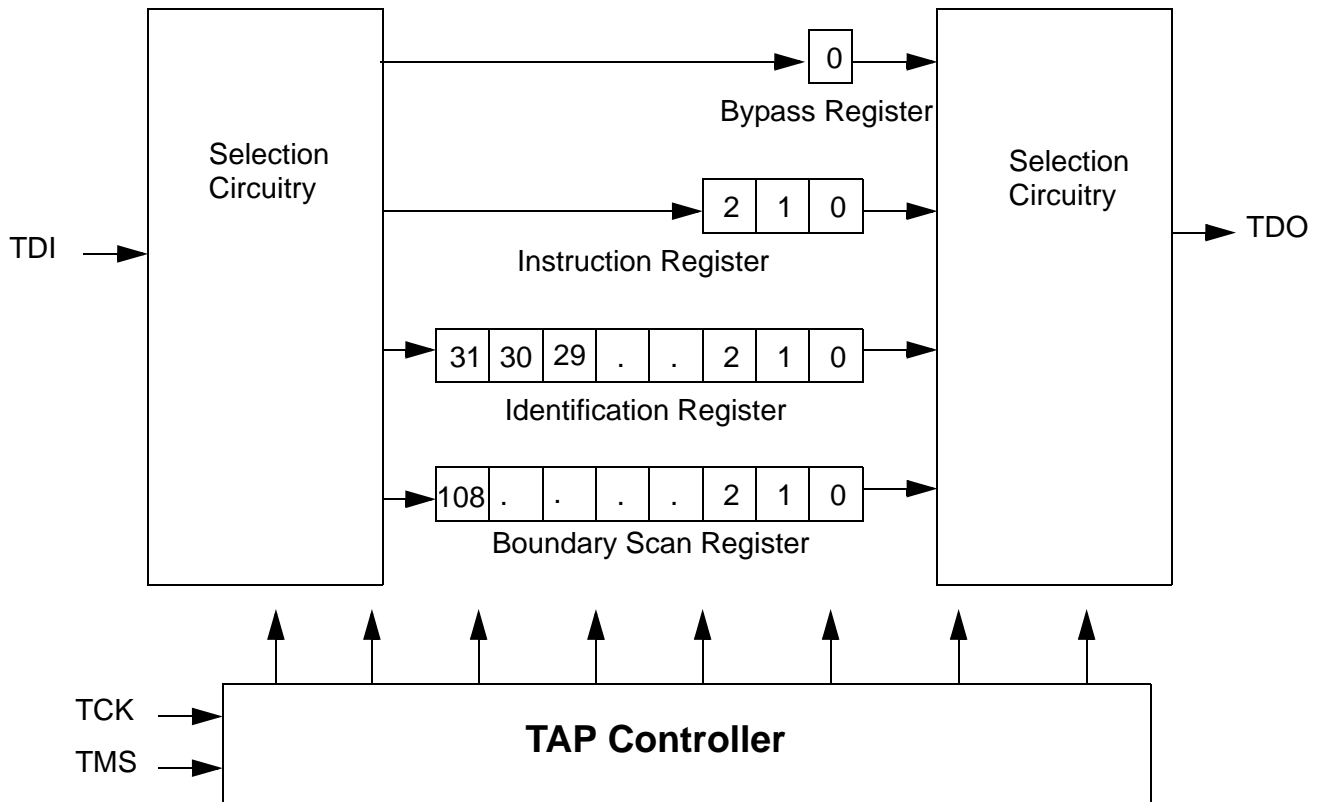 0
Bypass Register
Selection
Circuitry
Selection
Circuitry
2 1 0
TDI
TDO
Instruction Register
31 30 29 . . 2 1 0
Identification Register
108 . . . . 2 1 0
Boundary Scan Register
TCK
TMS
TAP Controller